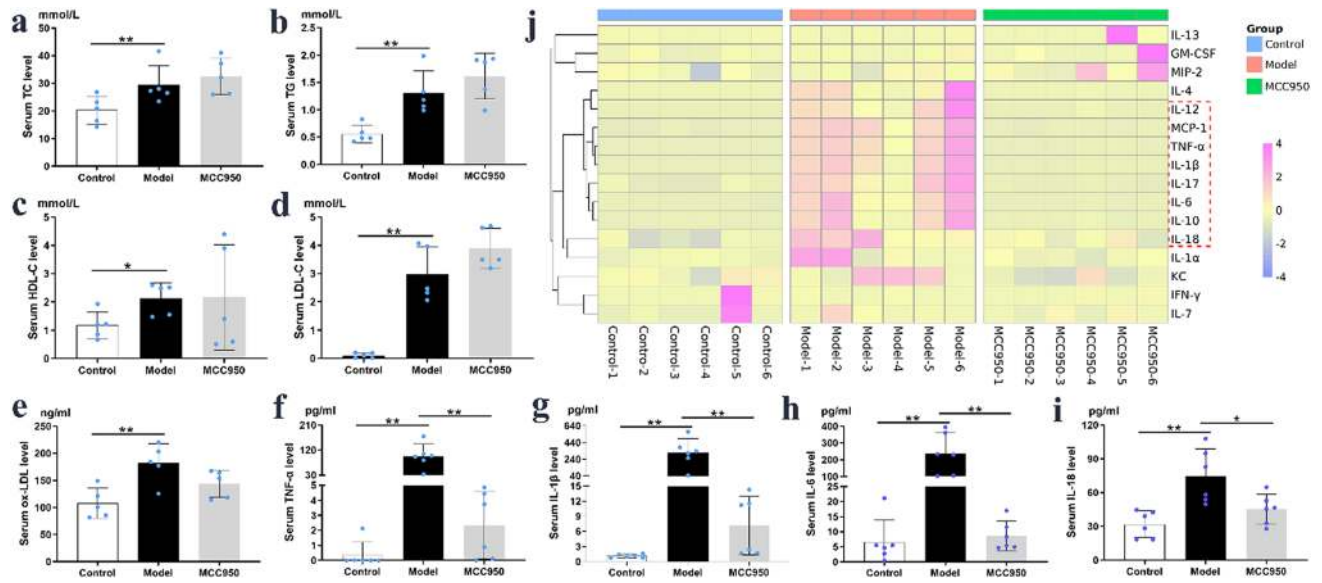 a
mmol/L
Serum TC level
50
40
30
20
10
0
**
Control
Model
MCC950
b
mmol/L
Serum TG level
2.5
2.0
1.5
1.0
0.5
0.0
**
Control
Model
MCC950
c
mmol/L
Serum HDL-C level
5
4
3
2
1
0
*
Control
Model
MCC950
d
mmol/L
Serum LDL-C level
5
4
3
2
1
0
**
Control
Model
MCC950
j
IL-13
GM-CSF
MIP-2
IL-4
IL-12
MCP-1
TNF-α
IL-1β
IL-17
IL-6
IL-10
IL-18
IL-1α
KC
IFN-γ
IL-7
Control-1
Contro-2
Control-3
Control-4
Control-5
Control-6
Model-1
Model-2
Model-3
Model-4
Model-5
Model-6
MCC950-1
MCC950-2
MCC950-3
MCC950-4
MCC950-5
MCC950-6
Group
Control
Model
MCC950
4
2
0
-2
-4
e
ng/ml
Serum ox-LDL level
250
200
150
100
50
0
**
Control
Model
MCC950
f
pg/ml
Serum TNF-α level
210
120
30
5
4
3
2
1
0
**
**
Control
Model
MCC950
g
pg/ml
Serum IL-1β level
640
480
320
160
15
12
9
6
3
0
**
**
Control
Model
MCC950
h
pg/ml
Serum IL-6 level
400
300
200
100
25
20
15
10
5
0
**
**
Control
Model
MCC950
i
pg/ml
Serum IL-18 level
120
90
60
30
0
**
*
Control
Model
MCC950